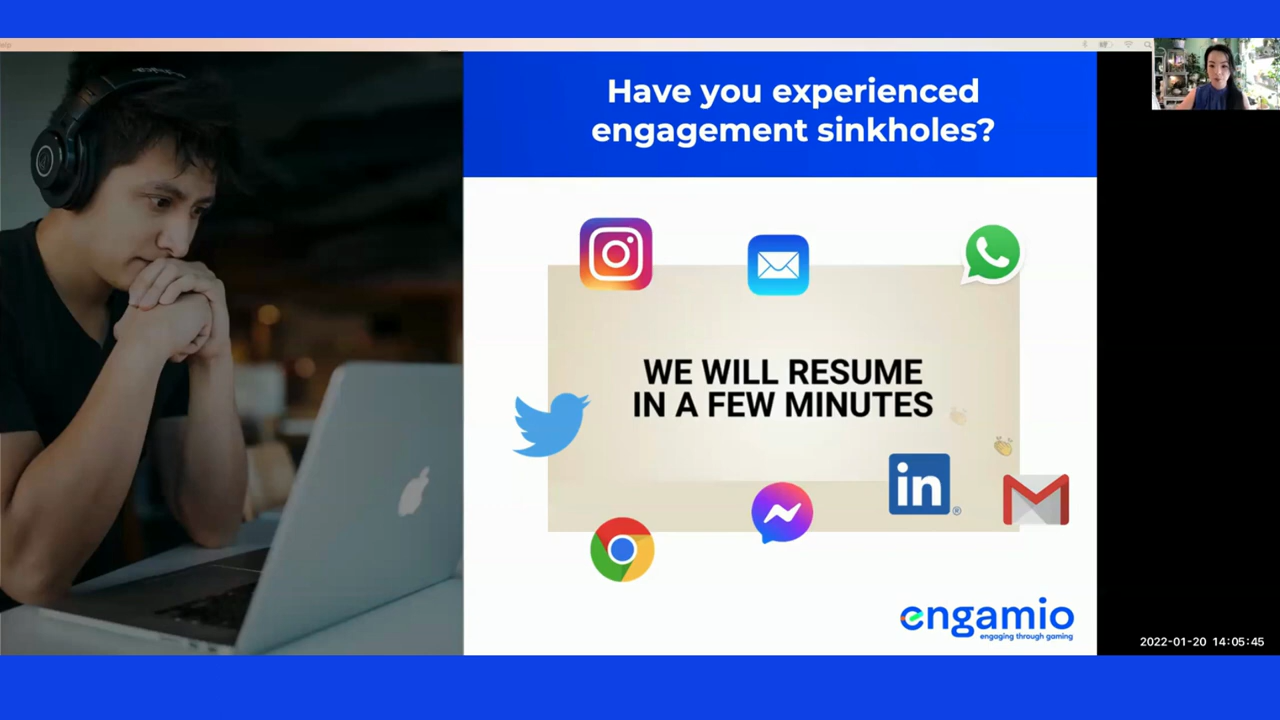 Have you experienced
engagement sinkholes?
WE WILL RESUME
IN A FEW MINUTES
in
®
engamio
engaging through gaming
2022-01-20 14:05:45